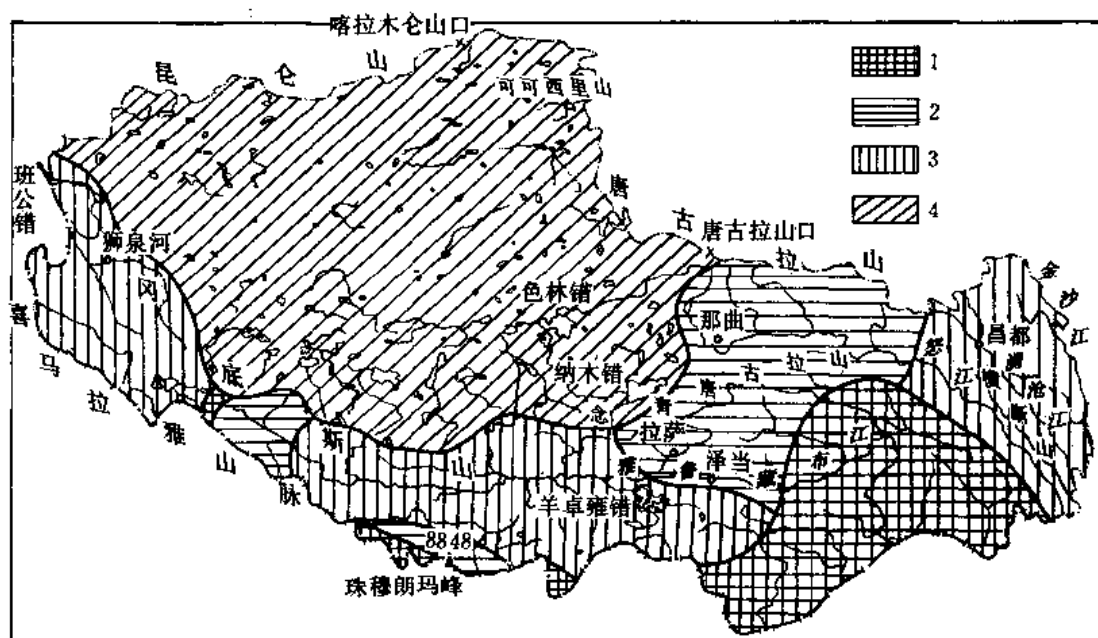 喀拉木仑山口
昆仑山
可可西里山
1
2
3
4
班公错
狮泉河
冈底斯山
喜马拉雅山脉
唐古拉山
唐古拉山口
色林错
那曲
纳木错
念青唐古拉山
拉萨
泽当
雅鲁藏布江
羊卓雍错
8848
珠穆朗玛峰
金沙江
昌都
澜沧江
怒江
横断山